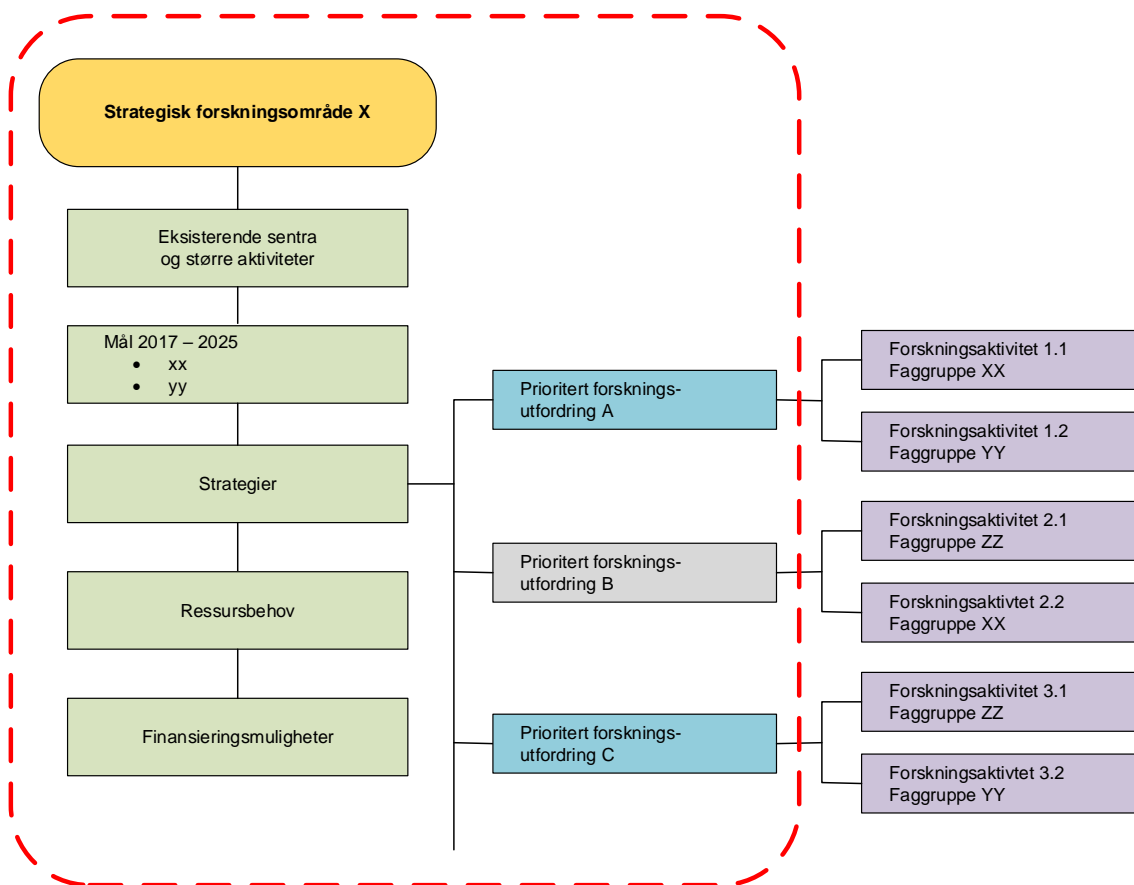 Strategisk forskningsområde X
Eksisterende sentra
og større aktiviteter
Mål 2017 – 2025
• xx
• yy
Strategier
Ressursbehov
Finansieringsmuligheter
Prioritert forsknings-
utfordring A
Prioritert forsknings-
utfordring B
Prioritert forsknings-
utfordring C
Forskningsaktivitet 1.1
Faggruppe XX
Forskningsaktivitet 1.2
Faggruppe YY
Forskningsaktivitet 2.1
Faggruppe ZZ
Forskningsaktivtet 2.2
Faggruppe XX
Forskningsaktivitet 3.1
Faggruppe ZZ
Forskningsaktivtet 3.2
Faggruppe YY